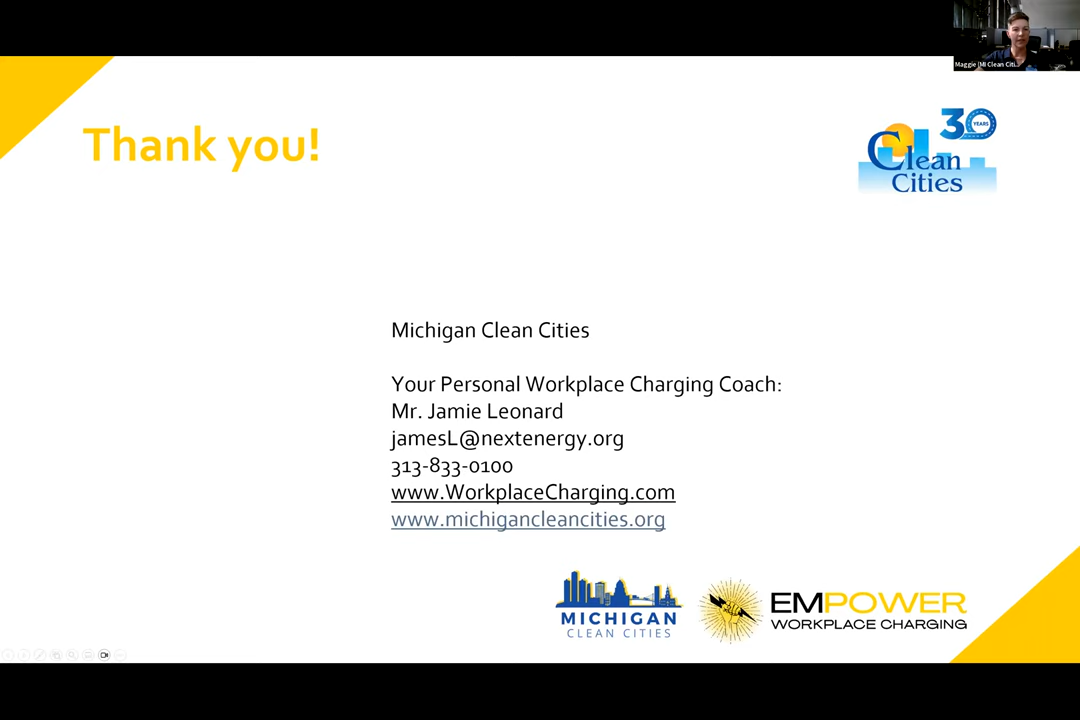 Maggie (MI Clean Citi...
Thank you!
30 YEARS
Clean
Cities
Michigan Clean Cities
Your Personal Workplace Charging Coach:
Mr. Jamie Leonard
jamesL@nextenergy.org
313-833-0100
www.WorkplaceCharging.com
www.michigancleancities.org
MICHIGAN
CLEAN CITIES
EMPOWER
WORKPLACE CHARGING